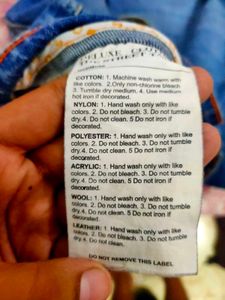 COTTON: 1. Machine wash warm with
like colors. 2.Only non-chlorine bleach
3. Tumble dry medium. 4. Use medium
hot iron if decorated.
NYLON: 1. Hand wash only with like
colors. 2. Do not bleach. 3. Do not tumble
dry.4. Do not clean. 5 Do not iron if
decorated.
POLYESTER: 1. Hand wash only with like
colors. 2. Do not bleach. 3. Do not tumble
dry.4. Do not clean. 5 Do not iron if
decorated.
ACRYLIC: 1. Hand wash only with like
colors. 2. Do not bleach. 3. Do not tumble
dry.4. Do not clean. 5 Do not iron if
decorated.
WOOL: 1. Hand wash only with like
colors. 2. Do not bleach. 3. Do not tumble
dry.4. Do not clean. 5 Do not iron if
decorated.
LEATHER: 1. Hand wash only with like
colors. 2. Do not bleach. 3. Do not tumble
dry.4. Do not clean.
DO NOT REMOVE THIS LABEL